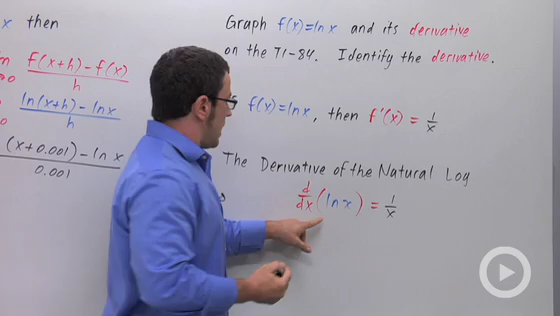 x then
f(x+h) - f(x)
h
ln(x+h) - ln x
h
(x+0.001) - ln x
0.001
Graph f(x)=ln x and its derivative
on the TI-84. Identify the derivative.
f(x)=ln x, then f'(x) = 1/x
The Derivative of the Natural Log
d/dx (ln x) = 1/x